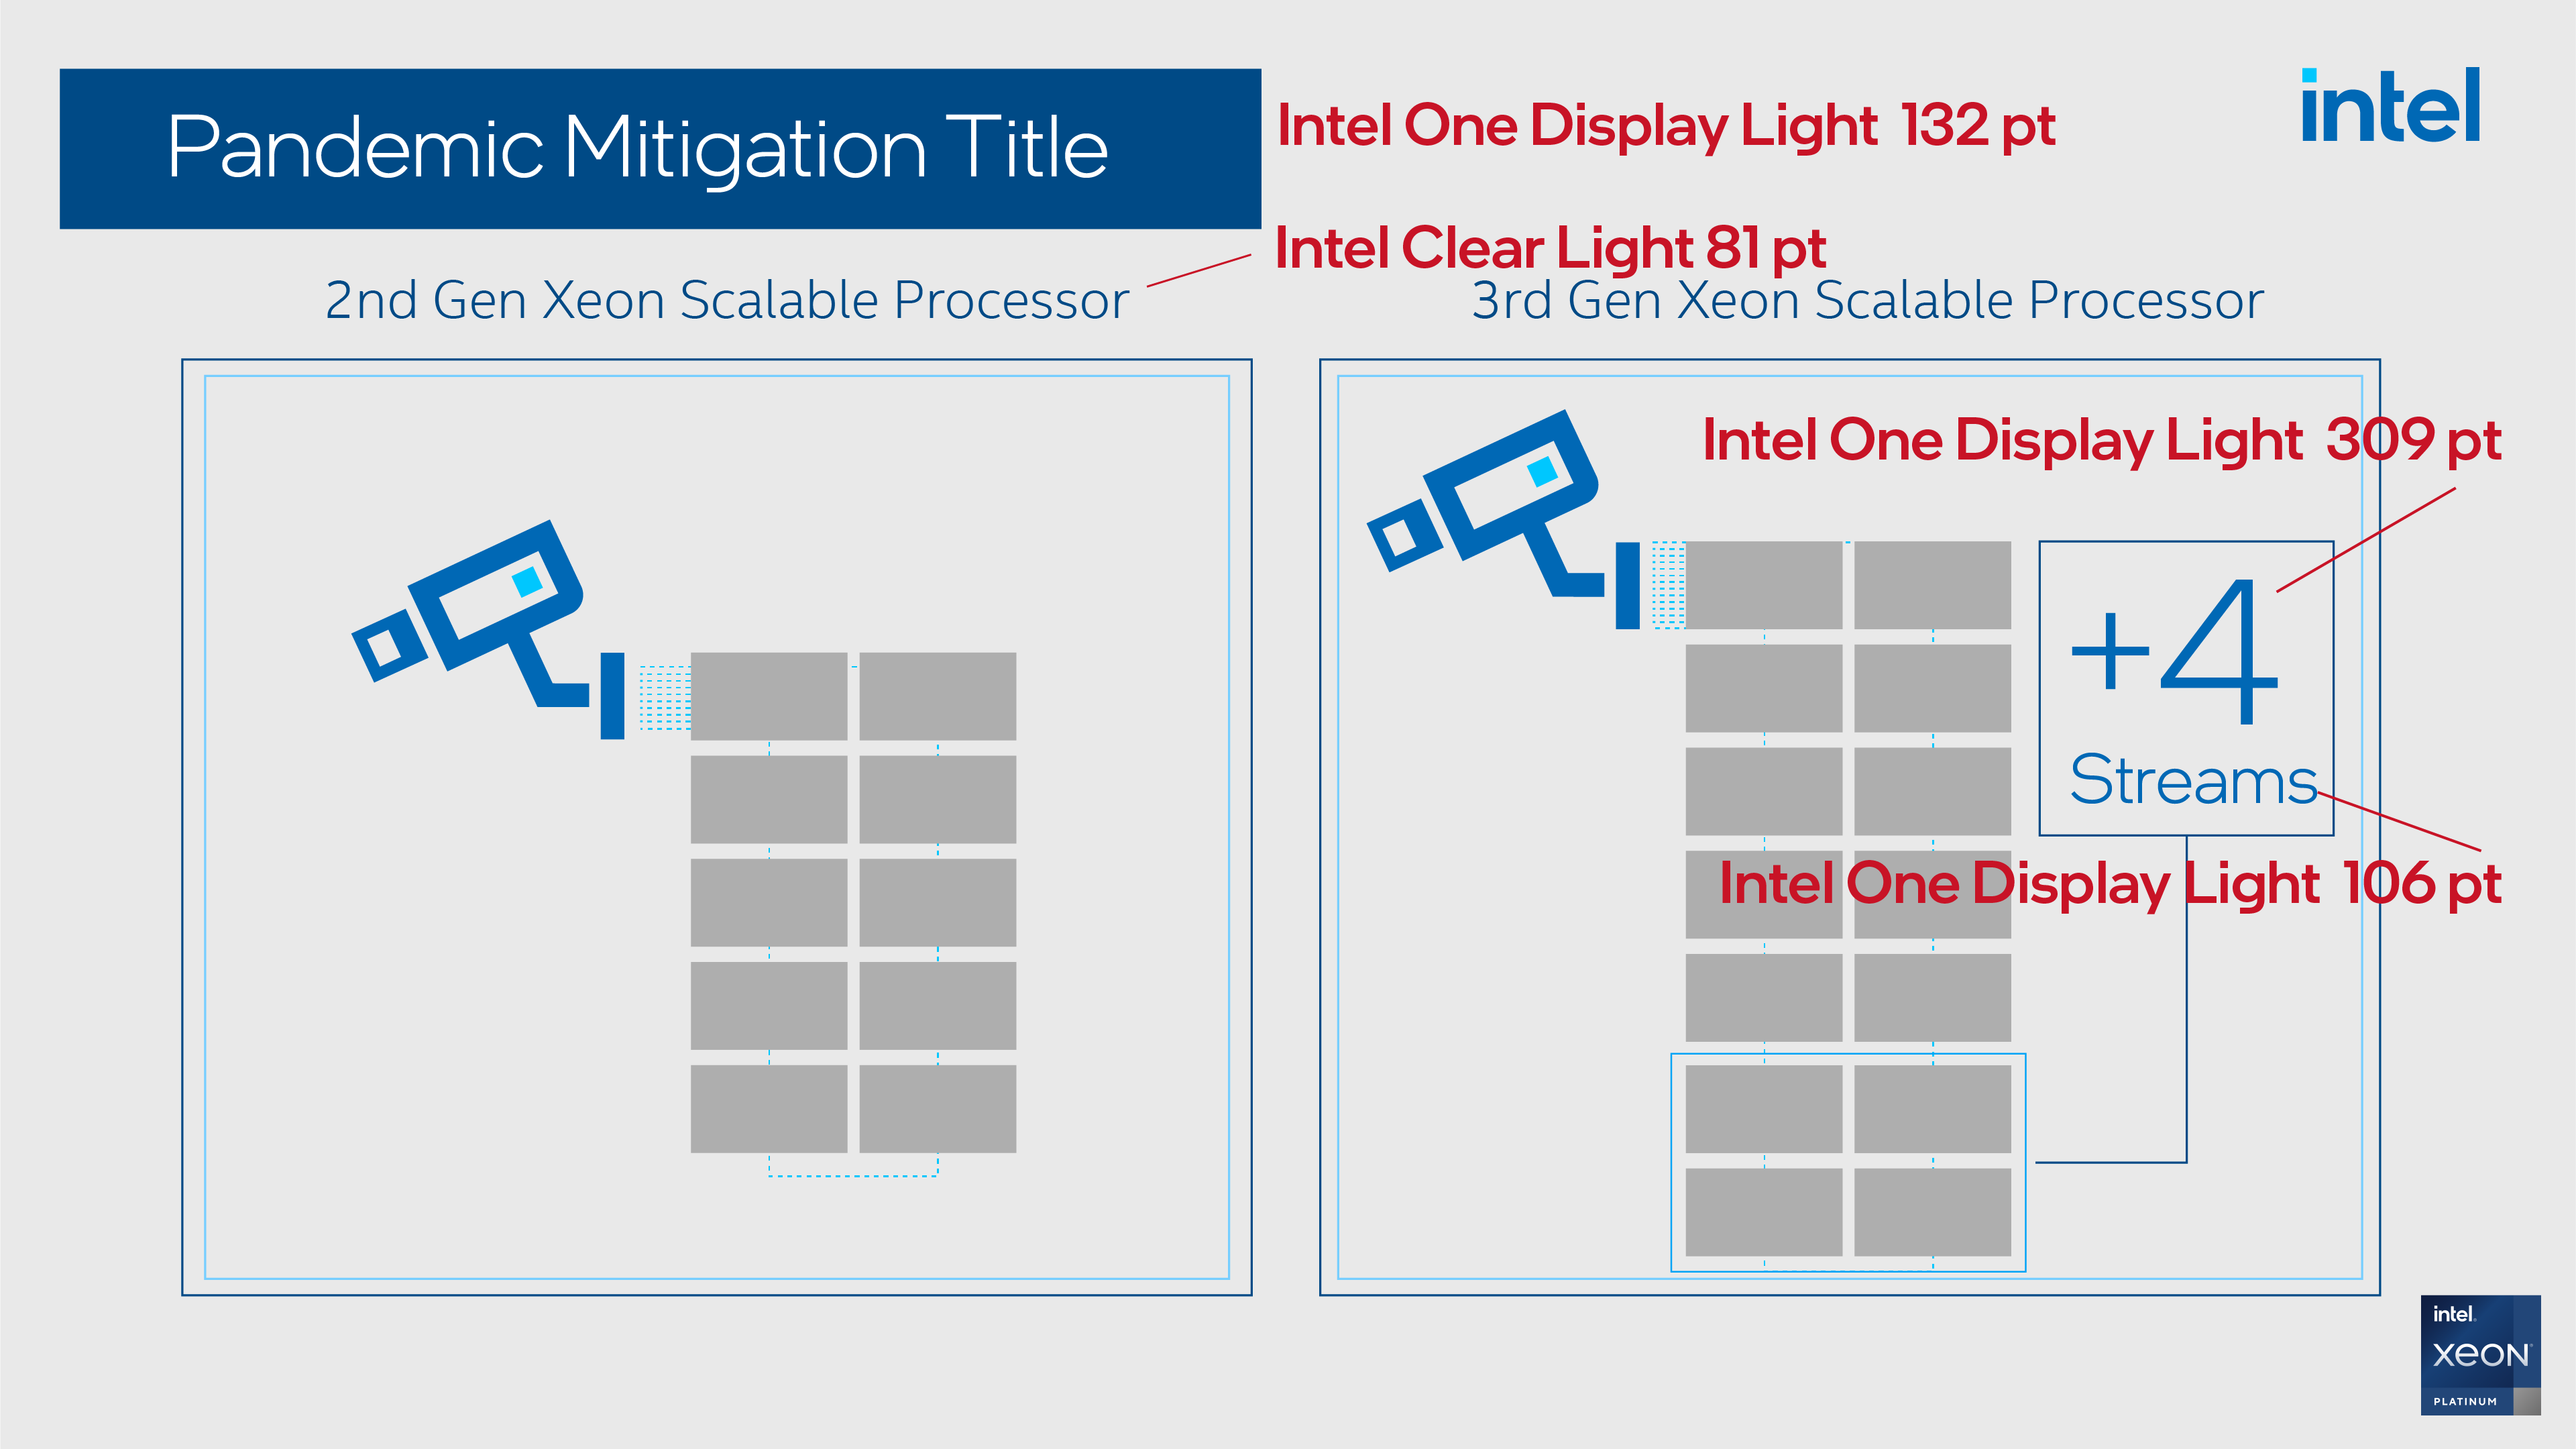 Pandemic Mitigation Title
Intel One Display Light 132 pt
intel
Intel Clear Light 81 pt
2nd Gen Xeon Scalable Processor
3rd Gen Xeon Scalable Processor
Intel One Display Light 309 pt
+4
Streams
Intel One Display Light 106 pt
intel.
XEON
PLATINUM